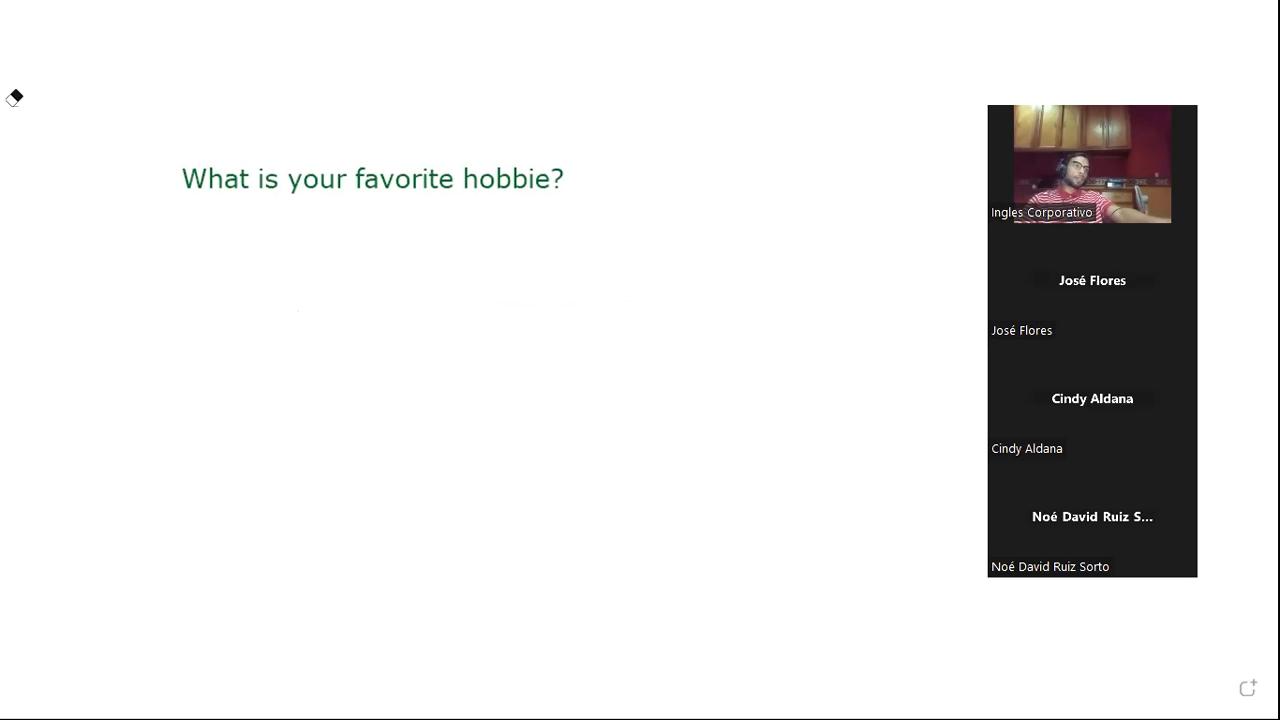 What is your favorite hobbie?
Ingles Corporativo
José Flores
José Flores
Cindy Aldana
Cindy Aldana
Noé David Ruiz S...
Noé David Ruiz Sorto